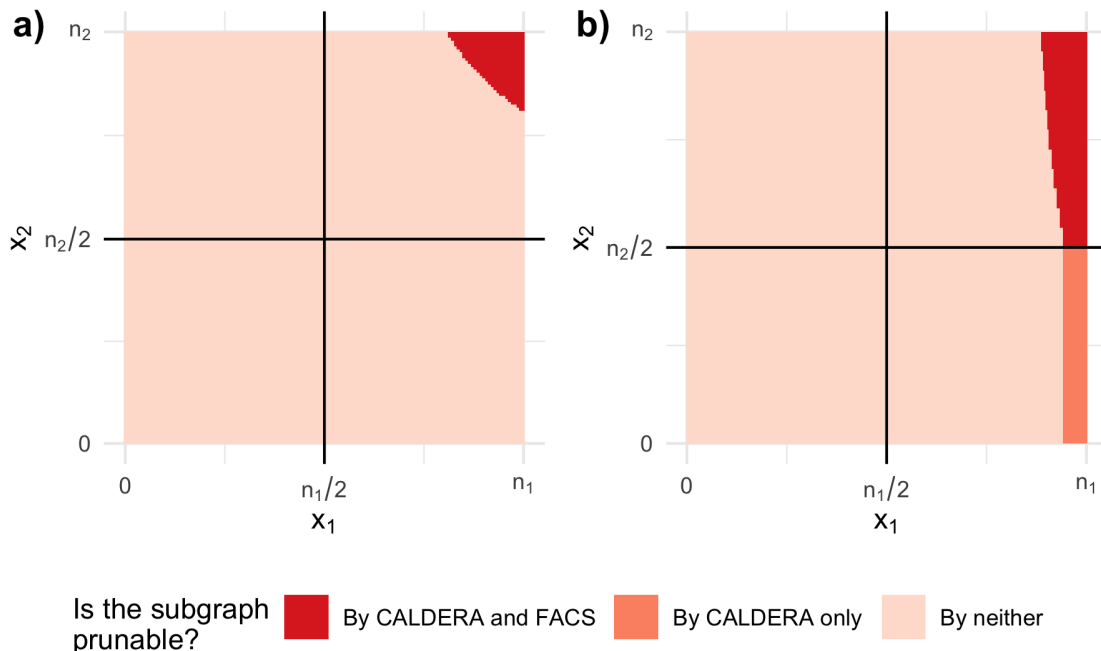 a)
n₂
x₂
n₂/2
0
0
n₁/2
n₁
x₁
b)
n₂
x₂
n₂/2
0
0
n₁/2
n₁
x₁
Is the subgraph
prunable?
By CALDERA and FACS
By CALDERA only
By neither